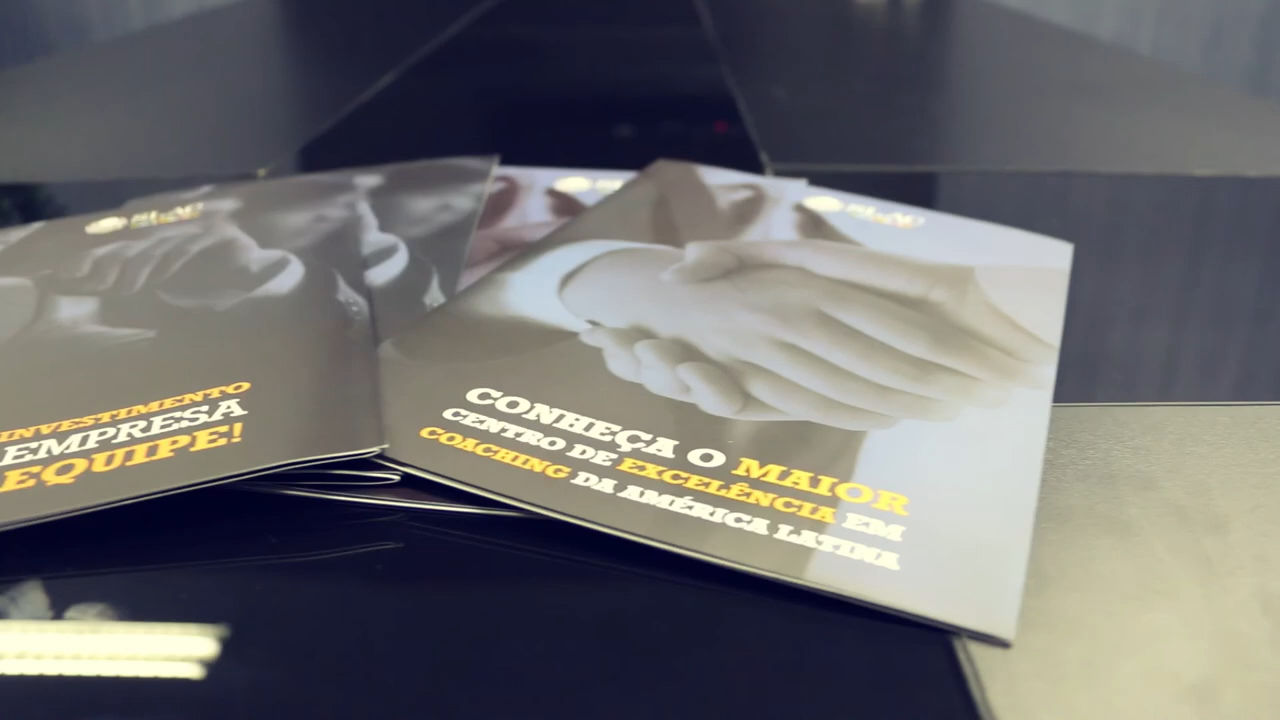 INVESTIMENTO
EMPRESA
EQUIPE!
CONHEÇA O MAIOR
CENTRO DE EXCELÊNCIA EM
COACHING DA AMÉRICA LATINA